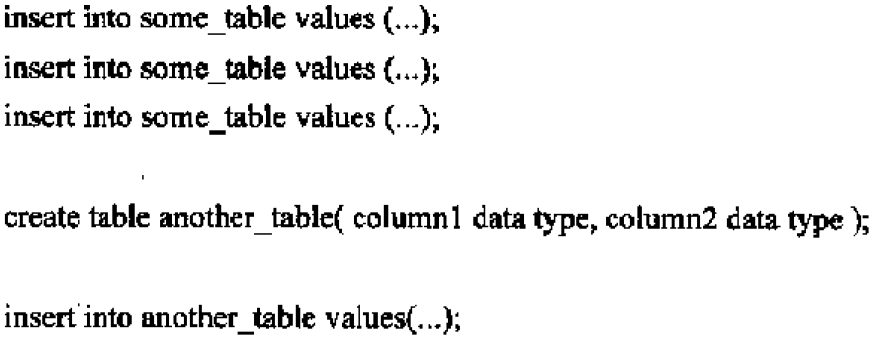 insert into some_table values (...);
insert into some_table values (...);
insert into some_table values (...);
create table another_table( column1 data type, column2 data type );
insert into another_table values(...);